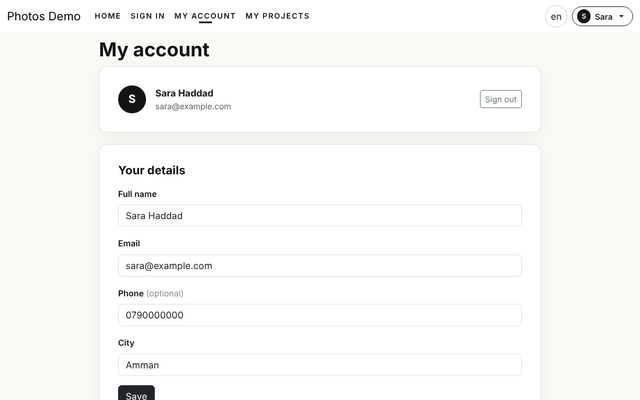 Photos Demo HOME SIGN IN MY ACCOUNT MY PROJECTS en S Sara
My account
S Sara Haddad
sara@example.com
Sign out
Your details
Full name
Sara Haddad
Email
sara@example.com
Phone (optional)
0790000000
City
Amman
Save